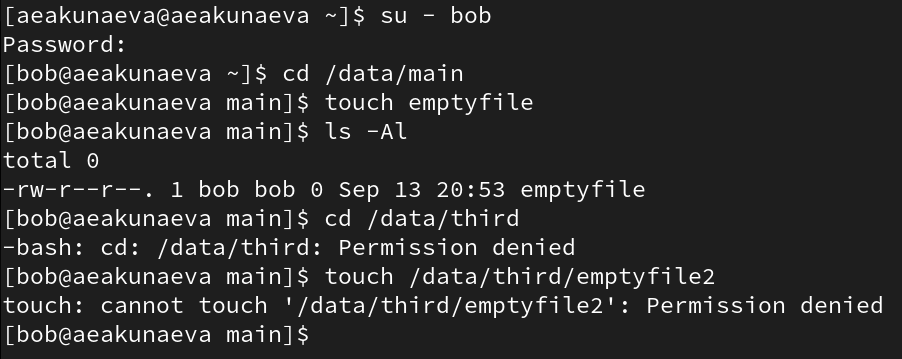 [aeakunaeva@aeakunaeva ~]$ su - bob
Password:
[bob@aeakunaeva ~]$ cd /data/main
[bob@aeakunaeva main]$ touch emptyfile
[bob@aeakunaeva main]$ ls -Al
total 0
-rw-r--r--. 1 bob bob 0 Sep 13 20:53 emptyfile
[bob@aeakunaeva main]$ cd /data/third
-bash: cd: /data/third: Permission denied
[bob@aeakunaeva main]$ touch /data/third/emptyfile2
touch: cannot touch '/data/third/emptyfile2': Permission denied
[bob@aeakunaeva main]$